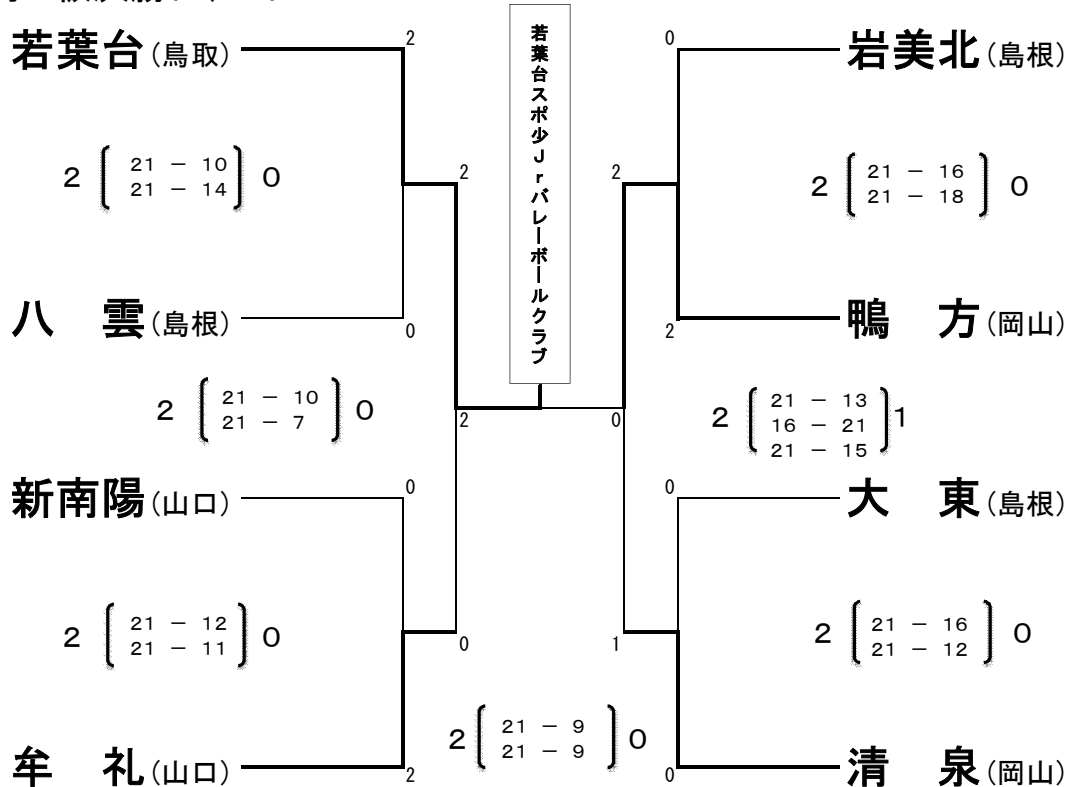 若葉台(鳥取)
2
0
岩美北(島根)
若葉台スポ少Jrバレーボールクラブ
2 21 － 10 0
21 － 14
2
2
2 21 － 16 0
21 － 18
八　雲(島根)
0
2
鴨　方(岡山)
2 21 － 10 0
21 － 7
2
0
2 21 － 13 1
16 － 21
21 － 15
新南陽(山口)
0
0
大　東(島根)
2 21 － 12 0
21 － 11
0
1
2 21 － 16 0
21 － 12
2 21 － 9 0
21 － 9
牟　礼(山口)
2
0
清　泉(岡山)